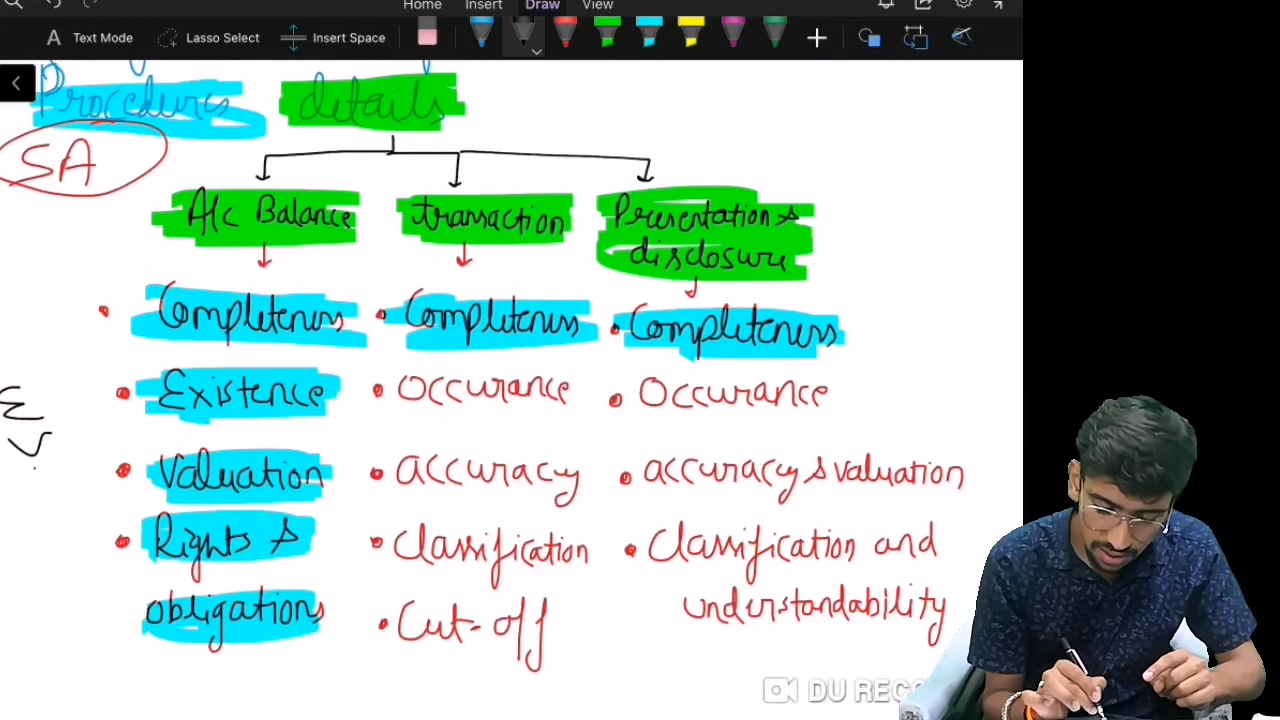 Home Insert Draw View
Text Mode Lasso Select Insert Space
Procedures details
SA
A/c Balance transaction Presentation &
disclosure
• Completeness • Completeness • Completeness
• Existence • Occurance • Occurance
• Valuation • accuracy • accuracy & valuation
• Rights & • Classification • Classification and
obligations • Cut-off understandability
DU REC